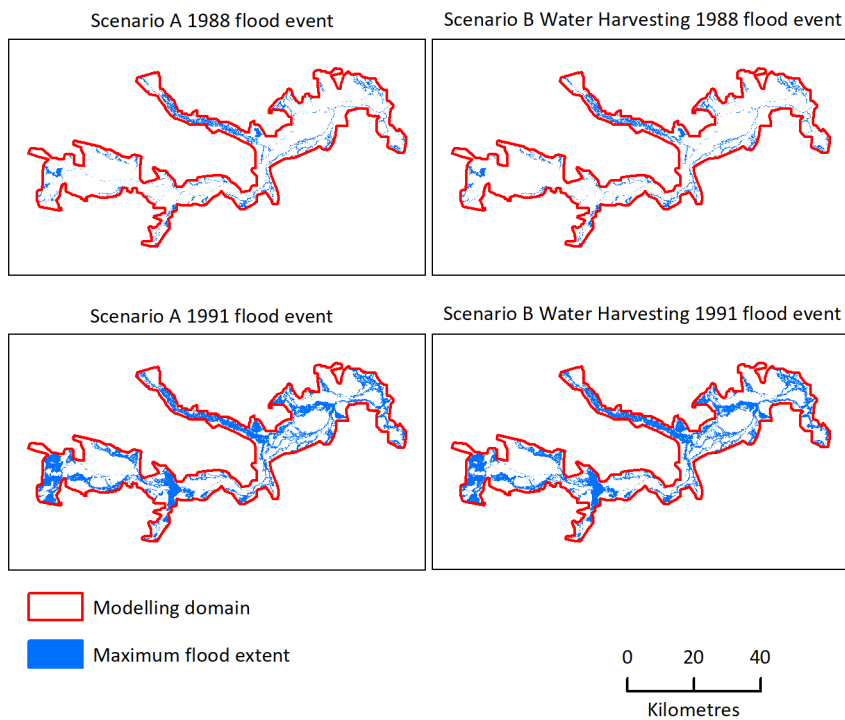 Scenario A 1988 flood event
Scenario B Water Harvesting 1988 flood event
Scenario A 1991 flood event
Scenario B Water Harvesting 1991 flood event
Modelling domain
Maximum flood extent
0 20 40
Kilometres